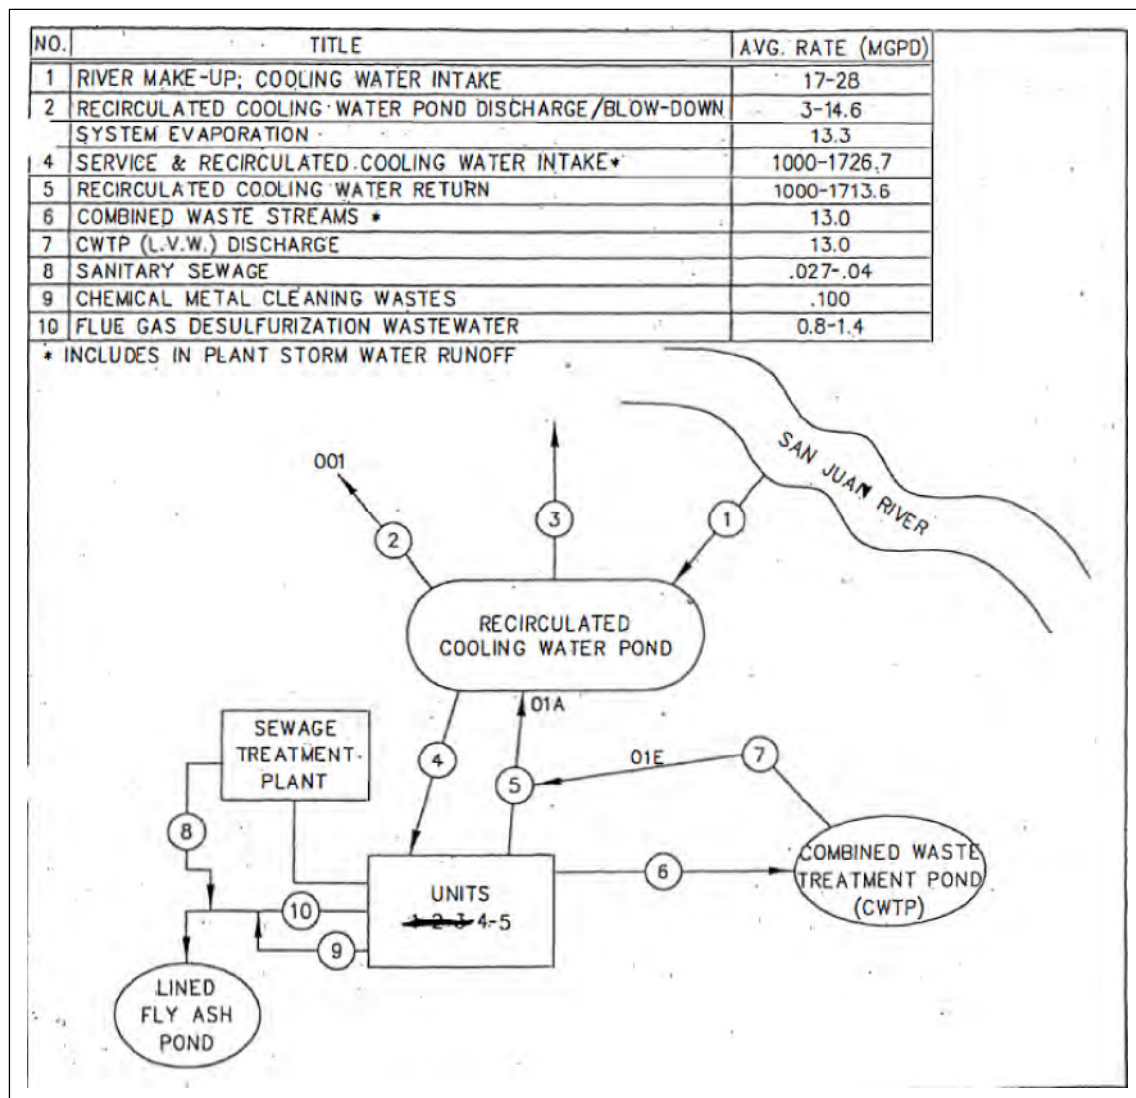 NO. TITLE AVG. RATE (MGPD)
1 RIVER MAKE-UP; COOLING WATER INTAKE 17-28
2 RECIRCULATED COOLING WATER POND DISCHARGE/BLOW-DOWN 3-14.6
SYSTEM EVAPORATION 13.3
4 SERVICE & RECIRCULATED COOLING WATER INTAKE* 1000-1726.7
5 RECIRCULATED COOLING WATER RETURN 1000-1713.6
6 COMBINED WASTE STREAMS * 13.0
7 CWTP (L.V.W.) DISCHARGE 13.0
8 SANITARY SEWAGE .027-.04
9 CHEMICAL METAL CLEANING WASTES .100
10 FLUE GAS DESULFURIZATION WASTEWATER 0.8-1.4
* INCLUDES IN PLANT STORM WATER RUNOFF
SAN JUAN RIVER
001
2
3
1
RECIRCULATED
COOLING WATER POND
01A
SEWAGE
TREATMENT
PLANT
4
5
01E
7
8
COMBINED WASTE
TREATMENT POND
(CWTP)
6
UNITS
1-2-3 4-5
10
9
LINED
FLY ASH
POND